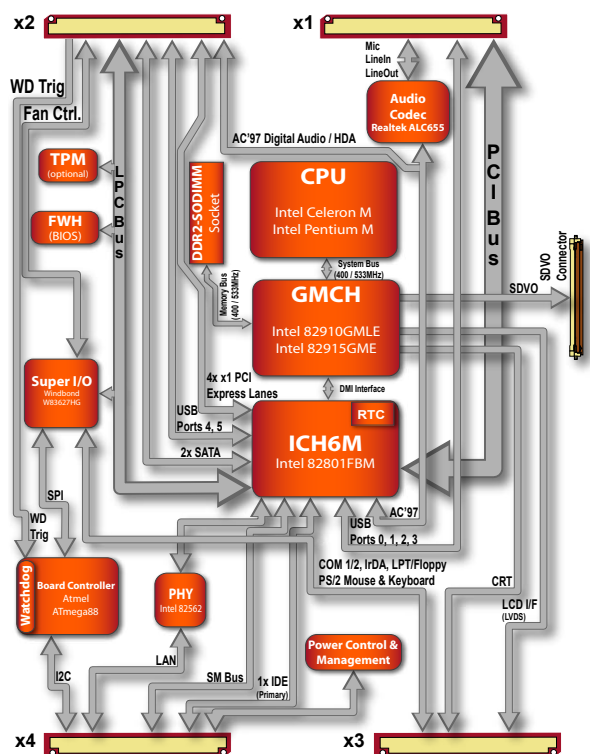 x2
x1
Mic
LineIn
LineOut
WD Trig
Fan Ctrl.
Audio
Codec
Realtek ALC655
AC'97 Digital Audio / HDA
TPM
(optional)
LPC Bus
PCI Bus
CPU
Intel Celeron M
Intel Pentium M
DDR2-SODIMM
Socket
FWH
(BIOS)
SDVO
Connector
System Bus
(400 / 533MHz)
Memory Bus
(400 / 533MHz)
GMCH
Intel 82910GMLE
Intel 82915GME
SDVO
Super I/O
Windbond
W83627HG
4x x1 PCI
Express Lanes
DMI Interface
RTC
USB
Ports 4, 5
ICH6M
Intel 82801FBM
2x SATA
SPI
AC'97
WD
Trig
USB
Ports 0, 1, 2, 3
COM 1/2, IrDA, LPT/Floppy
PS/2 Mouse & Keyboard
CRT
Watchdog
Board Controller
Atmel
ATmega88
PHY
Intel 82562
LCD I/F
(LVDS)
Power Control &
Management
LAN
I2C
SM Bus
1x IDE
(Primary)
x4
x3